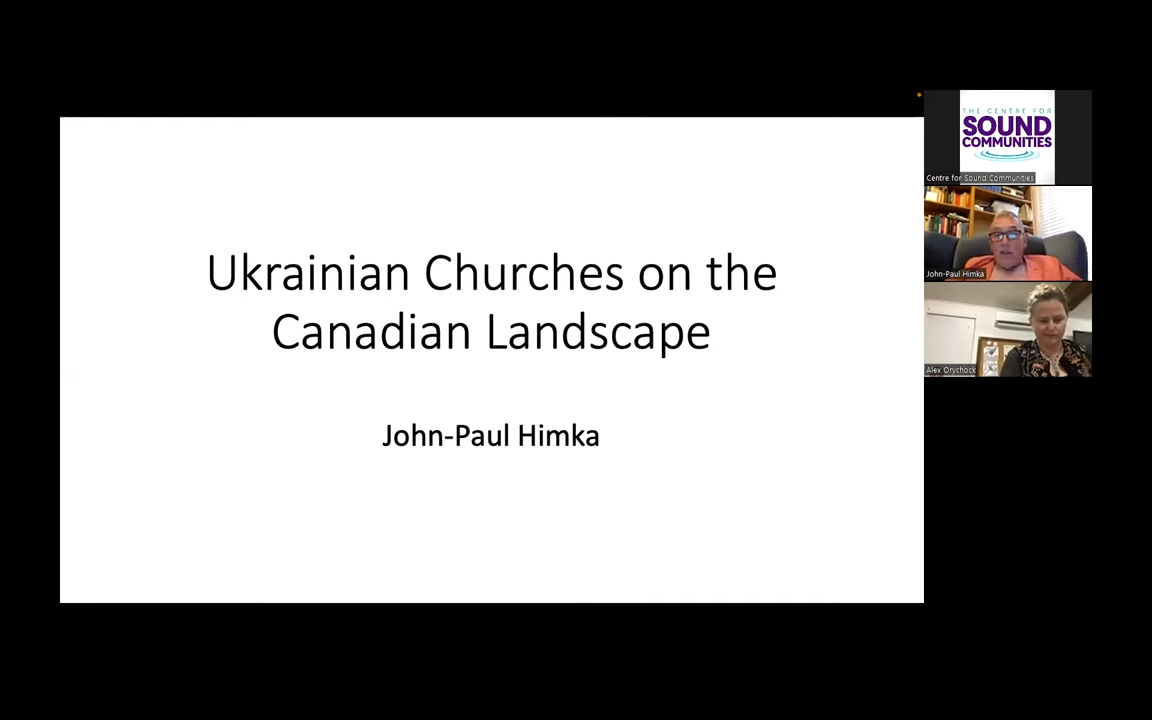 Ukrainian Churches on the
Canadian Landscape
John-Paul Himka
THE CENTRE FOR
SOUND
COMMUNITIES
Centre for Sound Communities
John-Paul Himka
Alex Orychock